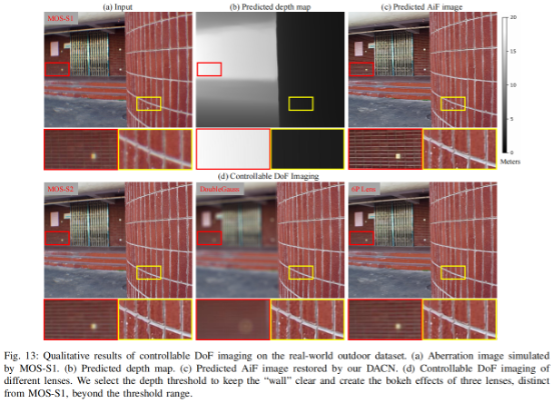 (a) Input
(b) Predicted depth map
(c) Predicted AiF image
MOS-S1
20
15
10
5
0
Meters
(d) Controllable DoF Imaging
MOS-S2
DoubleGauss
6P Lens
Fig. 13: Qualitative results of controllable DoF imaging on the real-world outdoor dataset. (a) Aberration image simulated
by MOS-S1. (b) Predicted depth map. (c) Predicted AiF image restored by our DACN. (d) Controllable DoF Imaging of
different lenses. We select the depth threshold to keep the “wall” clear and create the bokeh effects of three lenses, distinct
from MOS-S1, beyond the threshold range.